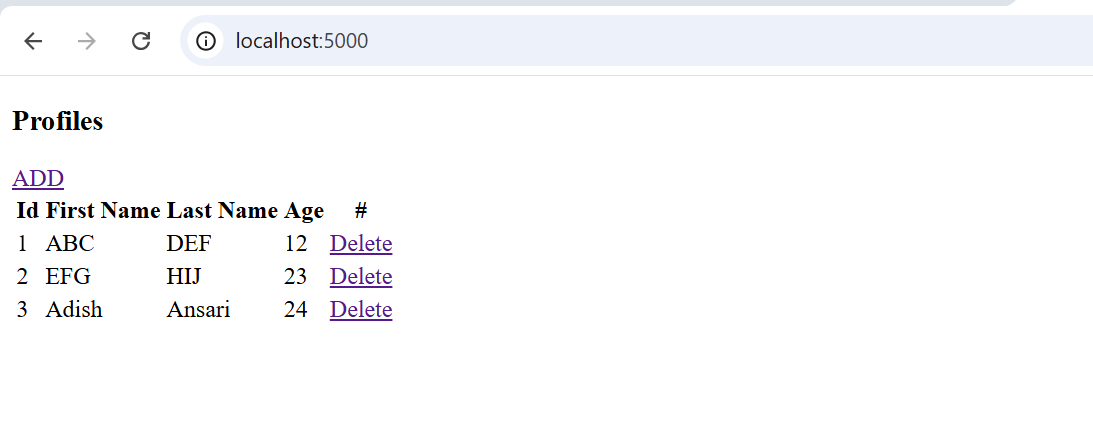 localhost:5000
Profiles
ADD
Id First Name Last Name Age #
1 ABC DEF 12 Delete
2 EFG HIJ 23 Delete
3 Adish Ansari 24 Delete